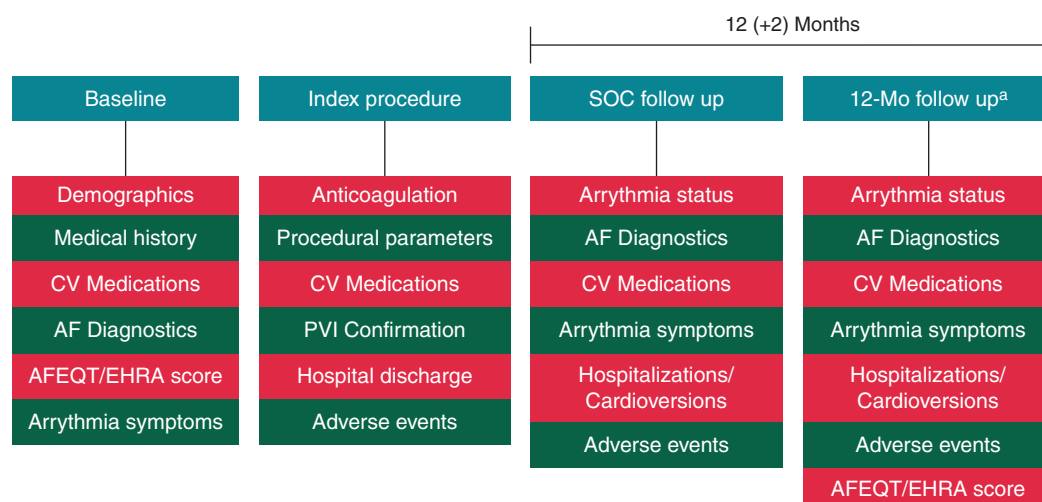 12 (+2) Months
Baseline
Demographics
Medical history
CV Medications
AF Diagnostics
AFEQT/EHRA score
Arrythmia symptoms
Index procedure
Anticoagulation
Procedural parameters
CV Medications
PVI Confirmation
Hospital discharge
Adverse events
SOC follow up
Arrythmia status
AF Diagnostics
CV Medications
Arrythmia symptoms
Hospitalizations/
Cardioversions
Adverse events
12-Mo follow upᵃ
Arrythmia status
AF Diagnostics
CV Medications
Arrythmia symptoms
Hospitalizations/
Cardioversions
Adverse events
AFEQT/EHRA score